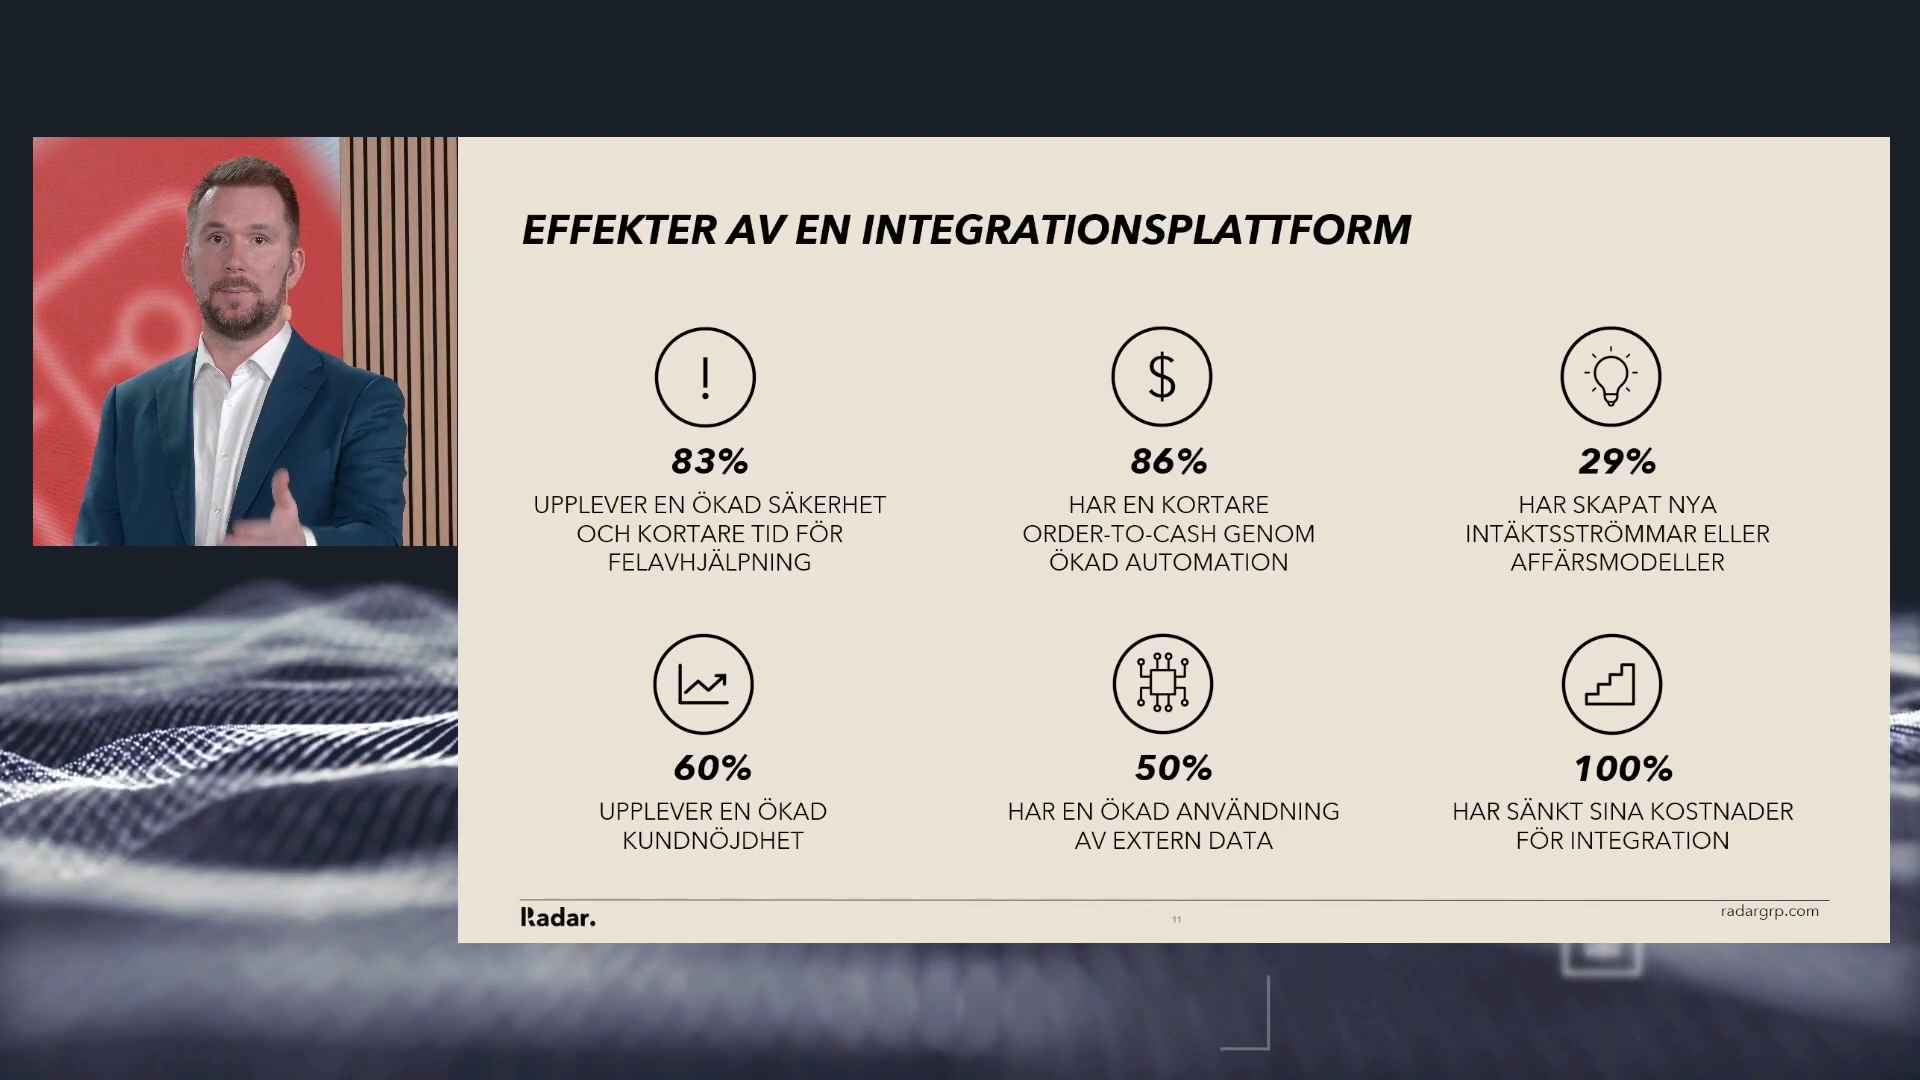 EFFEKTER AV EN INTEGRATIONSPLATTFORM
!
$
83%
UPPLEVER EN ÖKAD SÄKERHET
OCH KORTARE TID FÖR
FELAVHJÄLPNING
86%
HAR EN KORTARE
ORDER-TO-CASH GENOM
ÖKAD AUTOMATION
29%
HAR SKAPAT NYA
INTÄKTSSTRÖMMAR ELLER
AFFÄRSMODELLER
60%
UPPLEVER EN ÖKAD
KUNDNÖJDHET
50%
HAR EN ÖKAD ANVÄNDNING
AV EXTERN DATA
100%
HAR SÄNKT SINA KOSTNADER
FÖR INTEGRATION
Radar.
11
radargrp.com